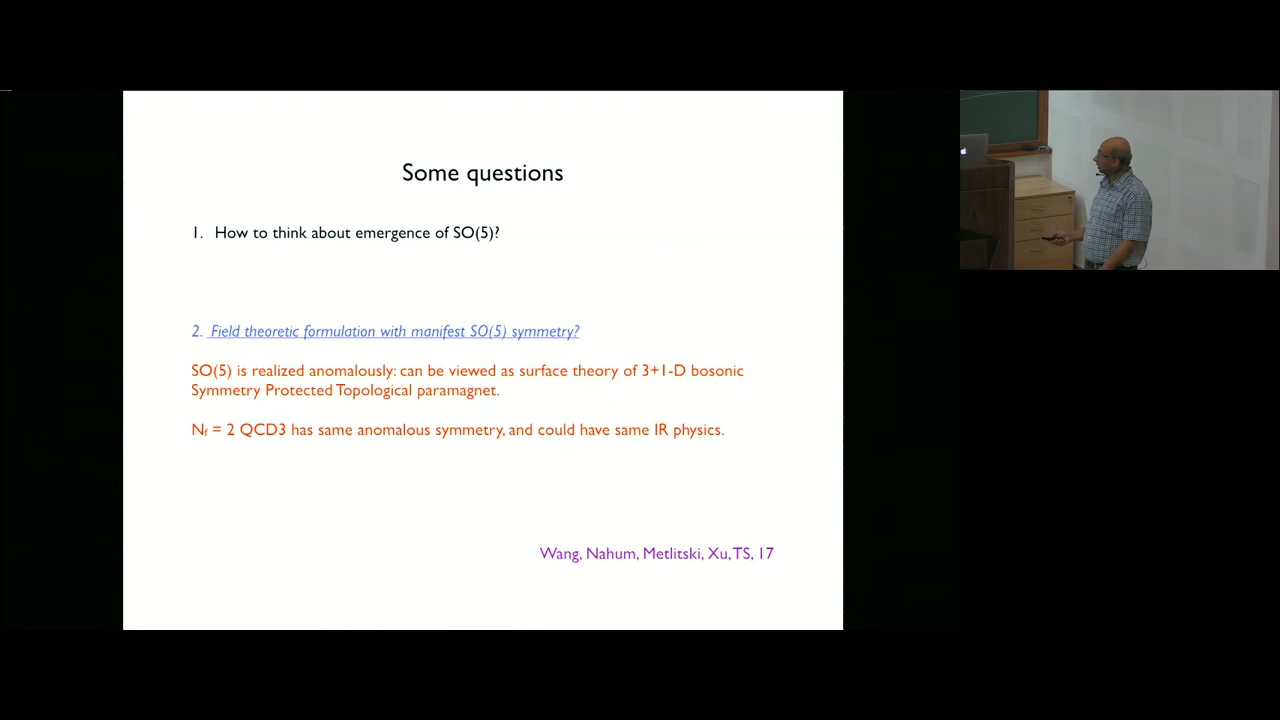 Some questions
1. How to think about emergence of SO(5)?
2. Field theoretic formulation with manifest SO(5) symmetry?
SO(5) is realized anomalously: can be viewed as surface theory of 3+1-D bosonic
Symmetry Protected Topological paramagnet.
Nf = 2 QCD3 has same anomalous symmetry, and could have same IR physics.
Wang, Nahum, Metlitski, Xu, TS, 17